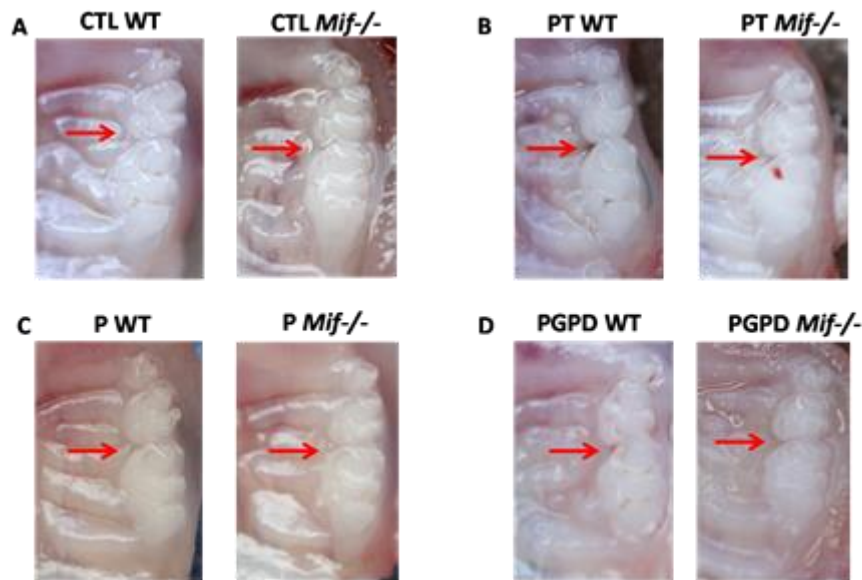 A CTL WT CTL Mif-/- B PT WT PT Mif-/-
C P WT P Mif-/- D PGPD WT PGPD Mif-/-